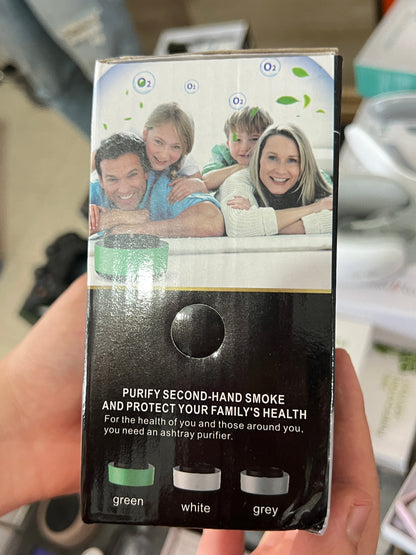 O2 O2 O2 O2
PURIFY SECOND-HAND SMOKE
AND PROTECT YOUR FAMILY'S HEALTH
For the health of you and those around you,
you need an ashtray purifier.
green white grey